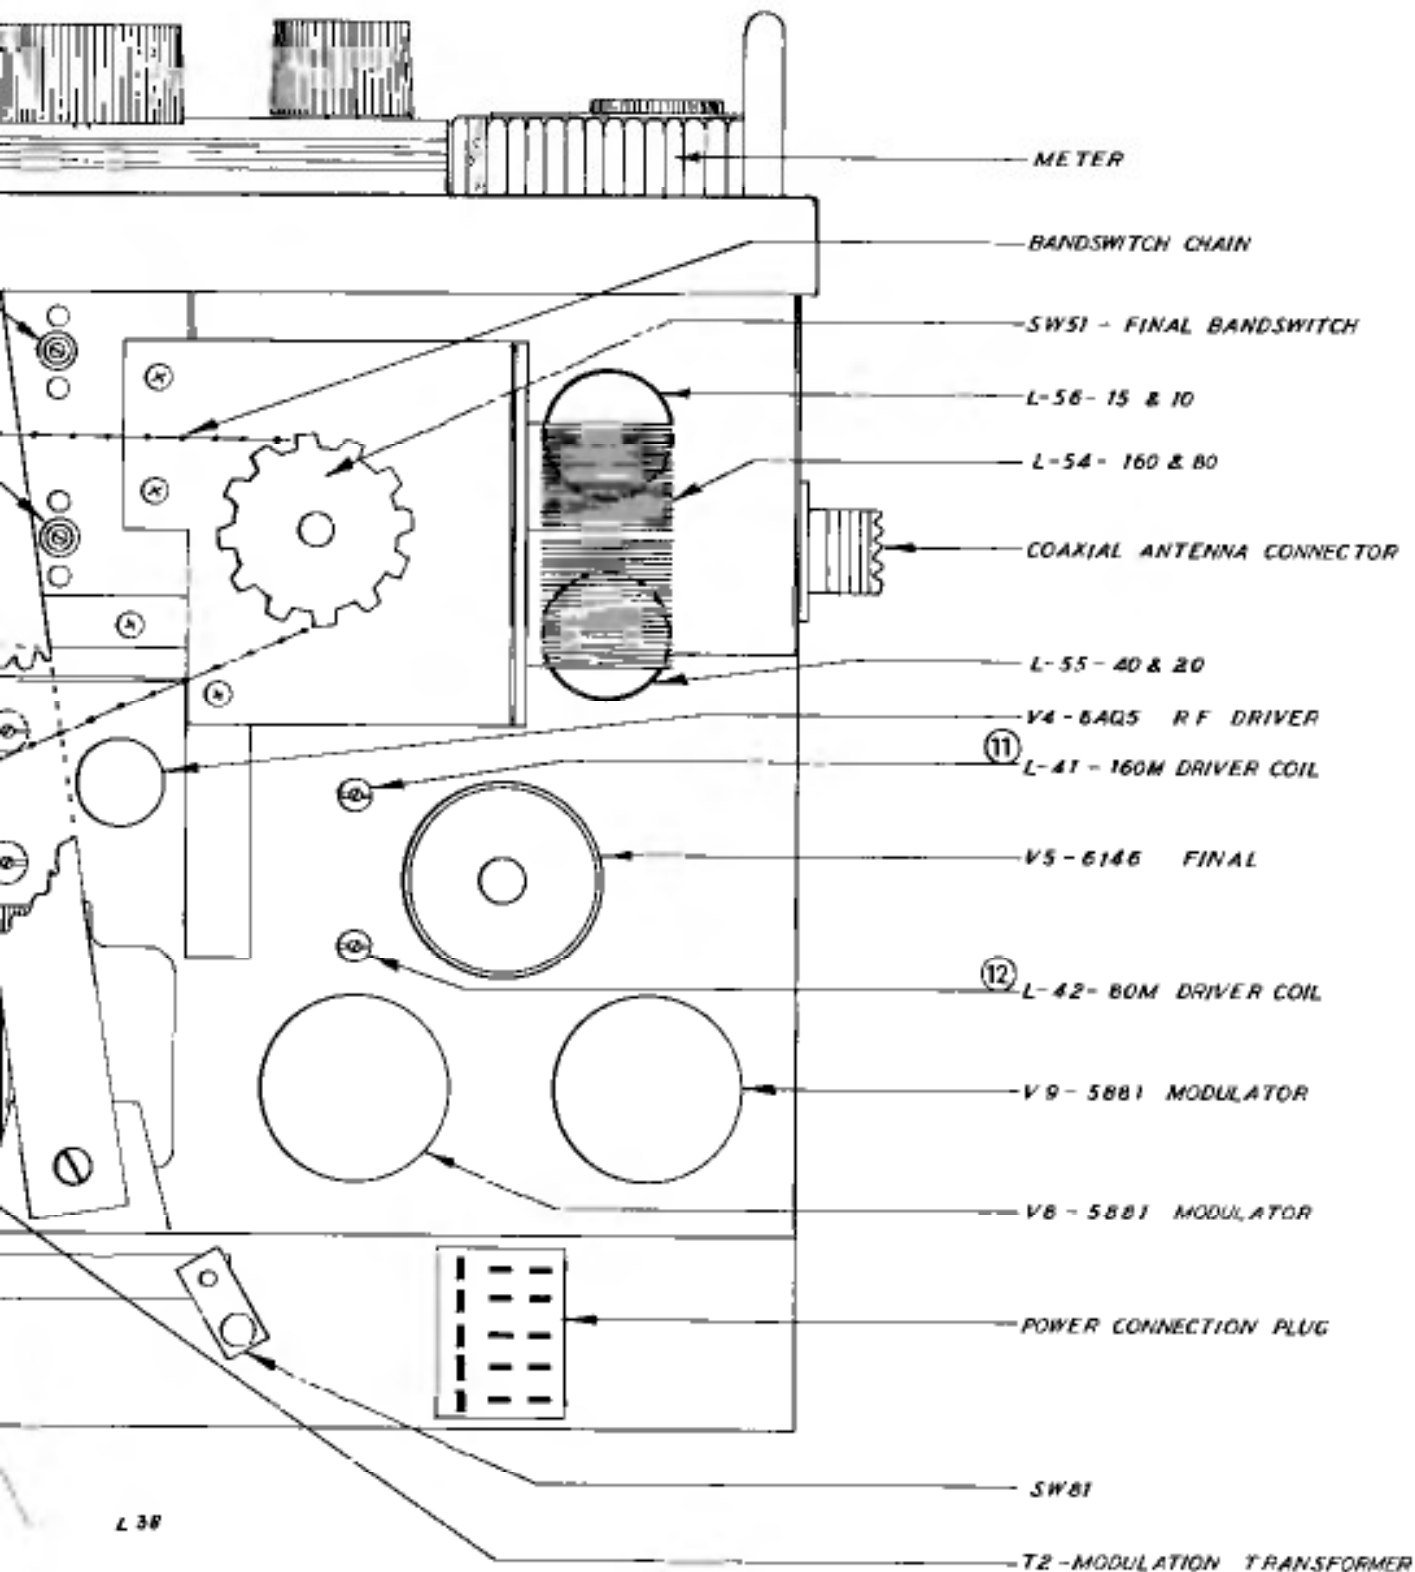 METER
BANDSWITCH CHAIN
SW51 - FINAL BANDSWITCH
L-56-15 & 10
L-54-160 & 80
COAXIAL ANTENNA CONNECTOR
L-55-40 & 20
V4-6AQ5 RF DRIVER
11 L-41-160M DRIVER COIL
V5-6146 FINAL
12 L-42-80M DRIVER COIL
V9-5881 MODULATOR
V8-5881 MODULATOR
POWER CONNECTION PLUG
SW81
L 38
T2-MODULATION TRANSFORMER